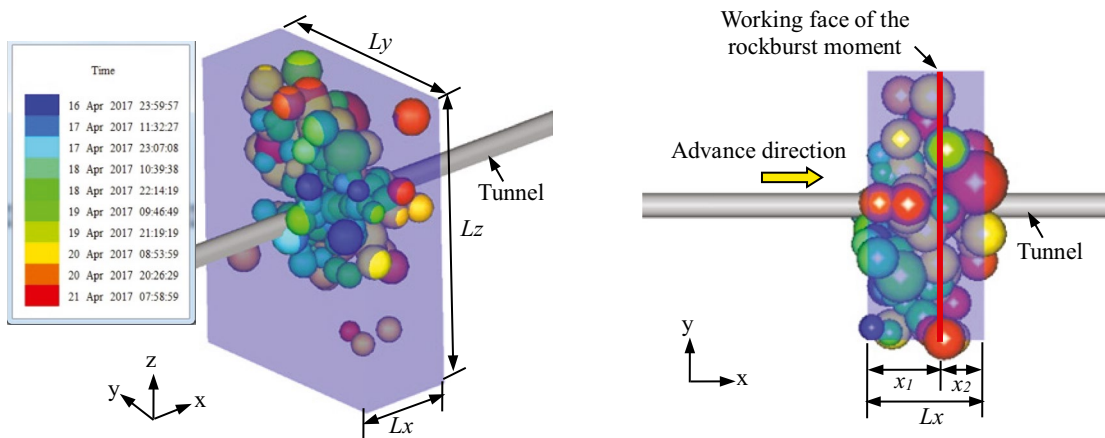 Time
16 Apr 2017 23:59:57
17 Apr 2017 11:32:27
17 Apr 2017 23:07:08
18 Apr 2017 10:39:38
18 Apr 2017 22:14:19
19 Apr 2017 09:46:49
19 Apr 2017 21:19:19
20 Apr 2017 08:53:59
20 Apr 2017 20:26:29
21 Apr 2017 07:58:59
Ly
Tunnel
Lz
Lx
z
y
x
Working face of the
rockburst moment
Advance direction
Tunnel
y
x
x1
x2
Lx